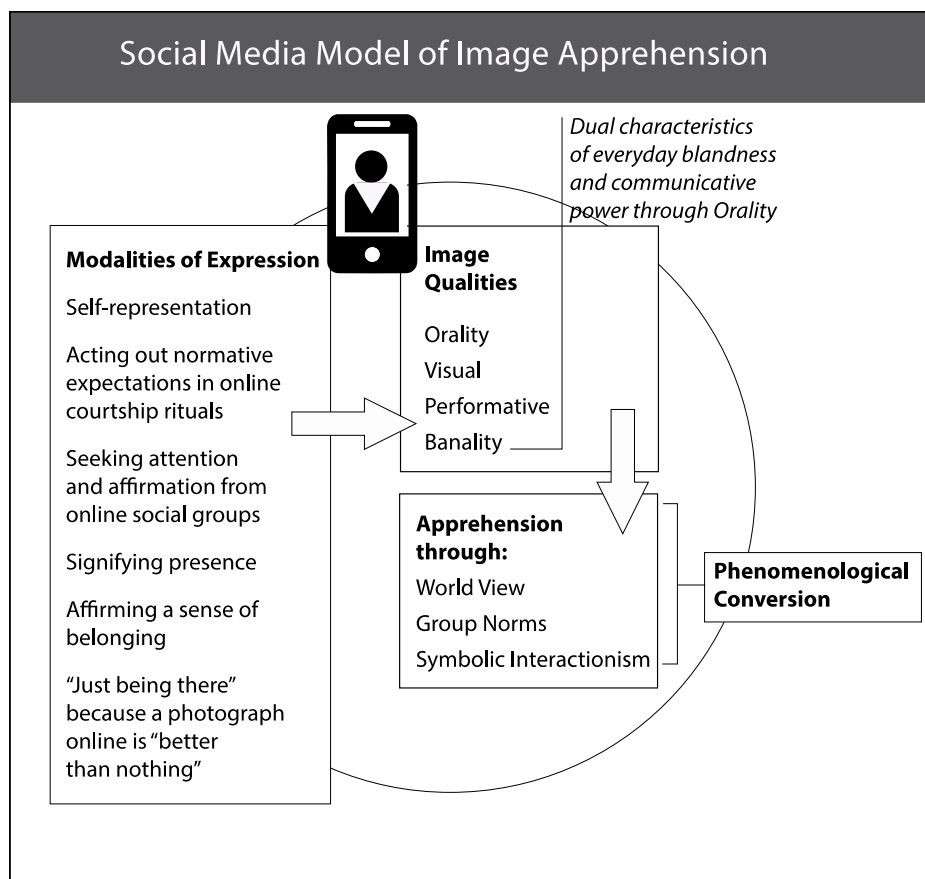 Social Media Model of Image Apprehension
Dual characteristics
of everyday blandness
and communicative
power through Orality
Modalities of Expression
Self-representation
Acting out normative
expectations in online
courtship rituals
Seeking attention
and affirmation from
online social groups
Signifying presence
Affirming a sense of
belonging
“Just being there”
because a photograph
online is “better
than nothing”
Image
Qualities
Orality
Visual
Performative
Banality
Apprehension
through:
World View
Group Norms
Symbolic Interactionism
Phenomenological
Conversion